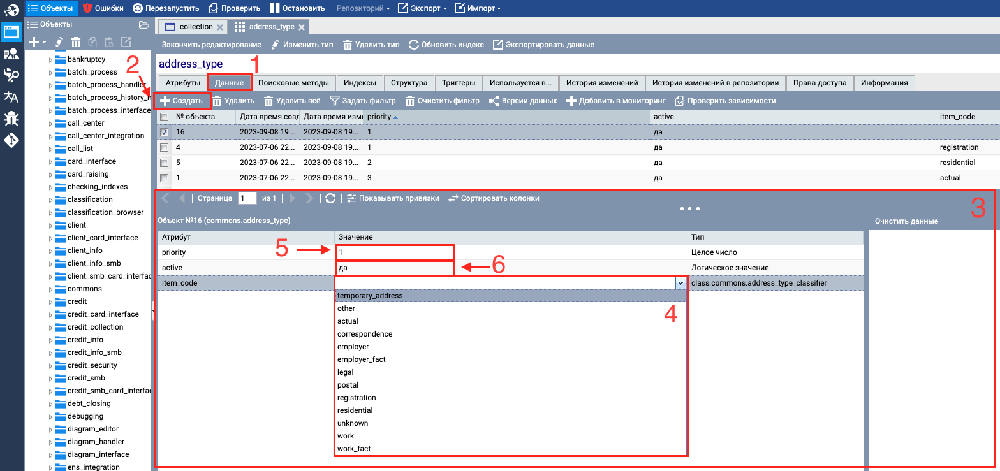 Объекты Ошибки Перезапустить Проверить Остановить Репозиторий Экспорт Импорт
Объекты
collection address_type
Закончить редактирование Изменить тип Удалить тип Обновить индекс Экспортировать данные
address_type
1
2
Атрибуты Данные Поисковые методы Индексы Структура Триггеры Используется в... История изменений История изменений в репозитории Права доступа Информация
Создать Удалить Удалить всё Задать фильтр Очистить фильтр Версии данных Добавить в мониторинг Проверить зависимости
№ объекта Дата время созд Дата время изме priority active item_code
16 2023-09-08 19... 2023-09-08 19... 1 да
4 2023-07-06 22... 2023-09-08 19... 1 да registration
5 2023-07-06 22... 2023-09-08 19... 2 да residential
1 2023-07-06 22... 2023-09-08 19... 3 да actual
Страница 1 из 1 Показывать привязки Сортировать колонки
3
Объект №16 (commons.address_type) Очистить данные
Атрибут Значение Тип
priority 1 Целое число
5
active да Логическое значение
6
item_code class.commons.address_type_classifier
temporary_address
other
actual
correspondence
employer
employer_fact
legal
postal
registration
residential
unknown
work
work_fact
4
bankruptcy
batch_process
batch_process_handler
batch_process_history_h
batch_process_interface
call_center
call_center_integration
call_list
card_interface
card_raising
checking_indexes
classification
classification_browser
client
client_card_interface
client_info
client_info_smb
client_smb_card_interfac
commons
credit
credit_card_interface
credit_collection
credit_info
credit_info_smb
credit_security
credit_smb
credit_smb_card_interfac
debt_closing
debugging
diagram_editor
diagram_handler
diagram_interface
ens_integration